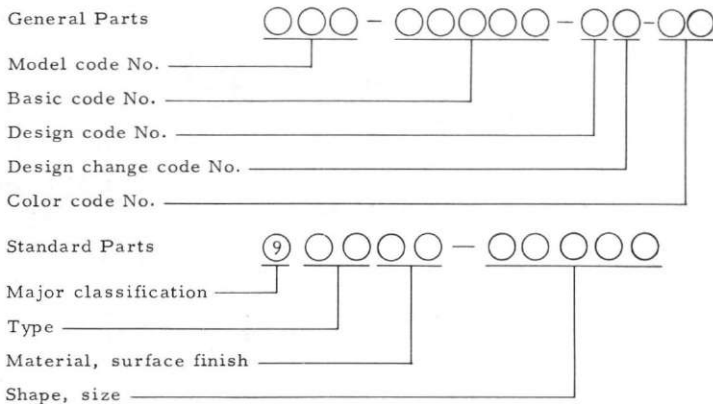 General Parts
Model code No.
Basic code No.
Design code No.
Design change code No.
Color code No.
Standard Parts 9
Major classification
Type
Material, surface finish
Shape, size